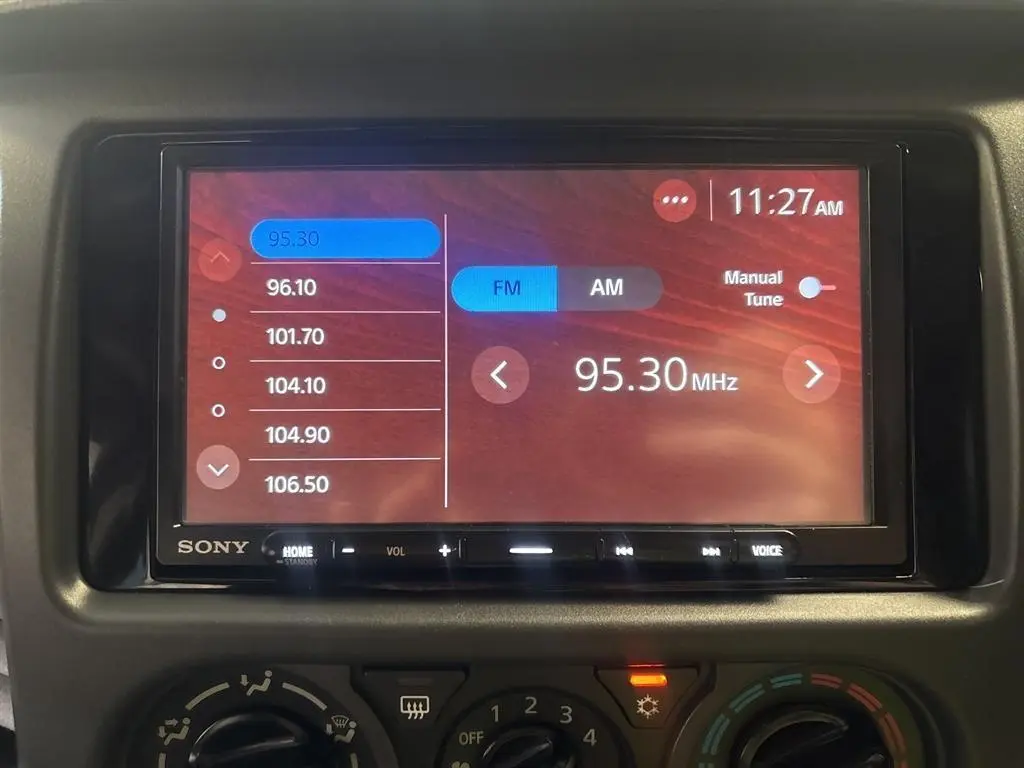 11:27AM
95.30
96.10
101.70
104.10
104.90
106.50
FM AM
Manual
Tune
95.30MHz
SONY
HOME
STANDBY
- VOL +
VOICE
OFF 1 2 3 4